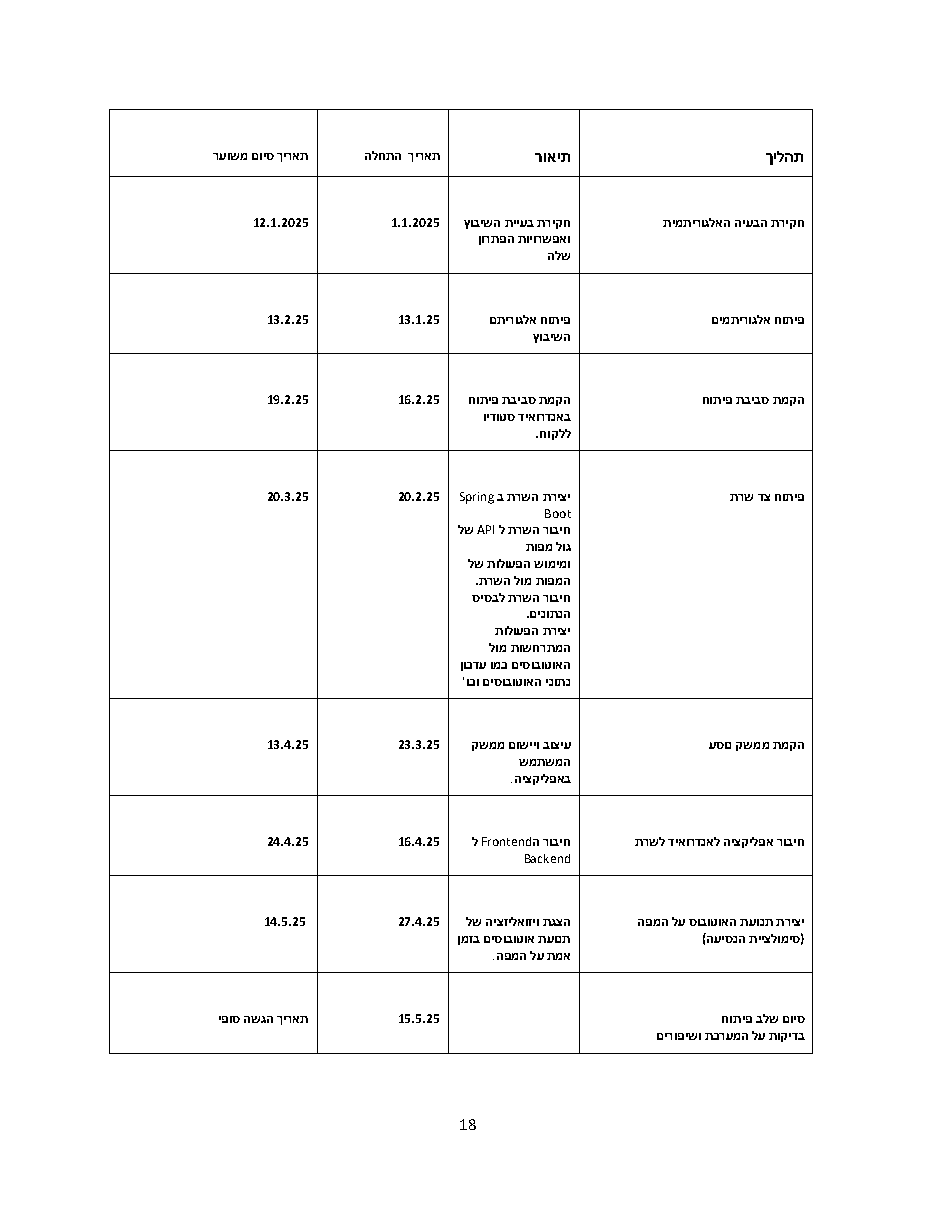 תהליך תיאור תאריך התחלה תאריך סיום משוער
חקירת הבעיה האלגוריתמית חקירת בעיית השיבוץ 1.1.2025 12.1.2025
ואפשרויות הפתרון
שלה
פיתוח אלגוריתמים פיתוח אלגוריתם 13.1.25 13.2.25
השיבוץ
הקמת סביבת פיתוח הקמת סביבת פיתוח 16.2.25 19.2.25
באנדרואיד סטודיו
ללקוח.
פיתוח צד שרת יצירת השרת ב Spring 20.2.25 20.3.25
Boot
חיבור השרת ל API של
גול מפות
ומימוש הפעולות של
המפות מול השרת.
חיבור השרת לבסיס
הנתונים.
יצירת הפעולות
המתרחשות מול
האוטובוסים כמו עדכון
נתוני האוטובוסים וכו'
הקמת ממשק םסע עיצוב ויישום ממשק 23.3.25 13.4.25
המשתמש
באפליקציה.
חיבור אפליקציה לאנדרואיד לשרת חיבור הFrontend ל 16.4.25 24.4.25
Backend
יצירת תנועת האוטובוס על המפה הצגת ויזואליזציה של 27.4.25 14.5.25
(סימולציית הנסיעה) תנועת אוטובוסים בזמן
אמת על המפה.
סיום שלב פיתוח 15.5.25 תאריך הגשה סופי
בדיקות על המערכת ושיפורים
18